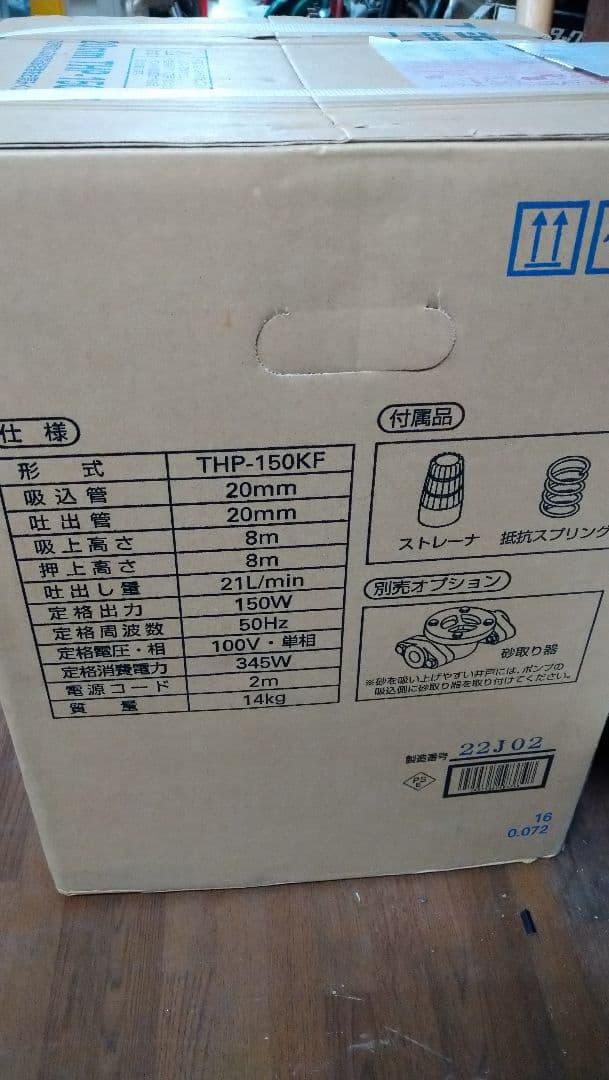 20mm THP-150
仕様
形式 THP-150KF
吸込管 20mm
吐出管 20mm
吸上高さ 8m
押上高さ 8m
吐出し量 21L/min
定格出力 150W
定格周波数 50Hz
定格電圧・相 100V・単相
定格消費電力 345W
電源コード 2m
質量 14kg
付属品
ストレーナ 抵抗スプリング
別売オプション
砂取り器
※砂を吸い上げやすい井戸には、ポンプの
吸込側に砂取り器を取り付けてください。
製造番号 22J02
PS
E
16
0.072